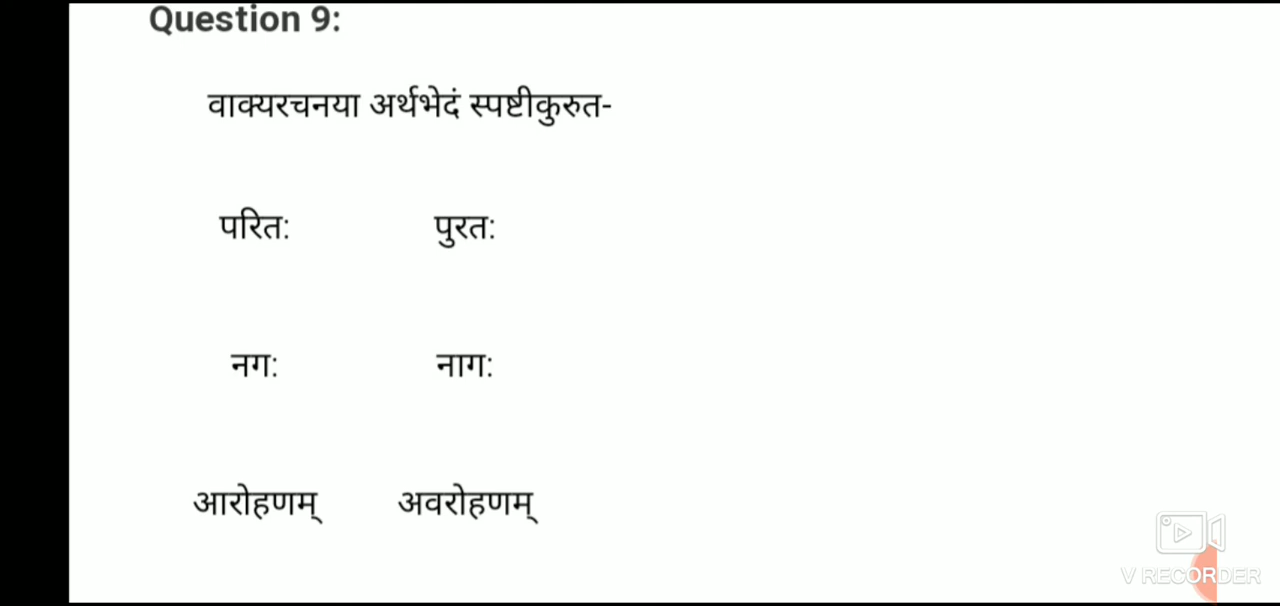 Question 9:
वाक्यरचनया अर्थभेदं स्पष्टीकुरुत-
परित: पुरत:
नग: नाग:
आरोहणम् अवरोहणम्
V RECORDER